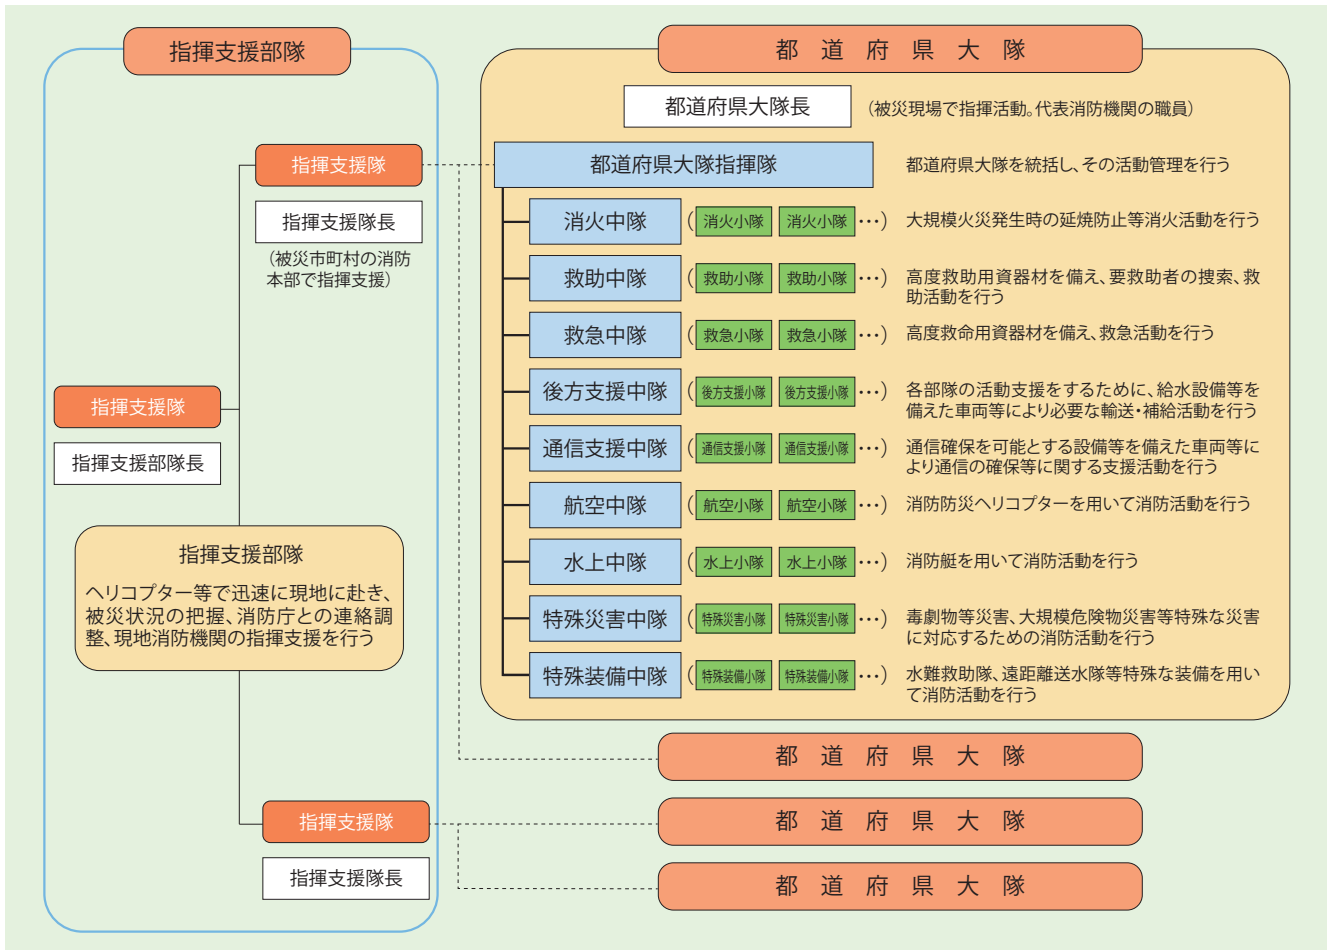 指揮支援部隊
指揮支援隊
指揮支援隊長
（被災市町村の消防
本部で指揮支援）
指揮支援隊
指揮支援部隊長
指揮支援部隊
ヘリコプター等で迅速に現地に赴き、
被災状況の把握、消防庁との連絡調
整、現地消防機関の指揮支援を行う
指揮支援隊
指揮支援隊長
都道府県大隊
都道府県大隊長 （被災現場で指揮活動。代表消防機関の職員）
都道府県大隊指揮隊 都道府県大隊を統括し、その活動管理を行う
消火中隊 （消火小隊 消火小隊 …） 大規模火災発生時の延焼防止等消火活動を行う
救助中隊 （救助小隊 救助小隊 …） 高度救助用資器材を備え、要救助者の捜索、救
助活動を行う
救急中隊 （救急小隊 救急小隊 …） 高度救命用資器材を備え、救急活動を行う
後方支援中隊 （後方支援小隊 後方支援小隊 …） 各部隊の活動支援をするために、給水設備等を
備えた車両等により必要な輸送・補給活動を行う
通信支援中隊 （通信支援小隊 通信支援小隊 …） 通信確保を可能とする設備等を備えた車両等に
より通信の確保等に関する支援活動を行う
航空中隊 （航空小隊 航空小隊 …） 消防防災ヘリコプターを用いて消防活動を行う
水上中隊 （水上小隊 水上小隊 …） 消防艇を用いて消防活動を行う
特殊災害中隊 （特殊災害小隊 特殊災害小隊 …） 毒劇物等災害、大規模危険物災害等特殊な災害
に対応するための消防活動を行う
特殊装備中隊 （特殊装備小隊 特殊装備小隊 …） 水難救助隊、遠距離送水隊等特殊な装備を用い
て消防活動を行う
都道府県大隊
都道府県大隊
都道府県大隊